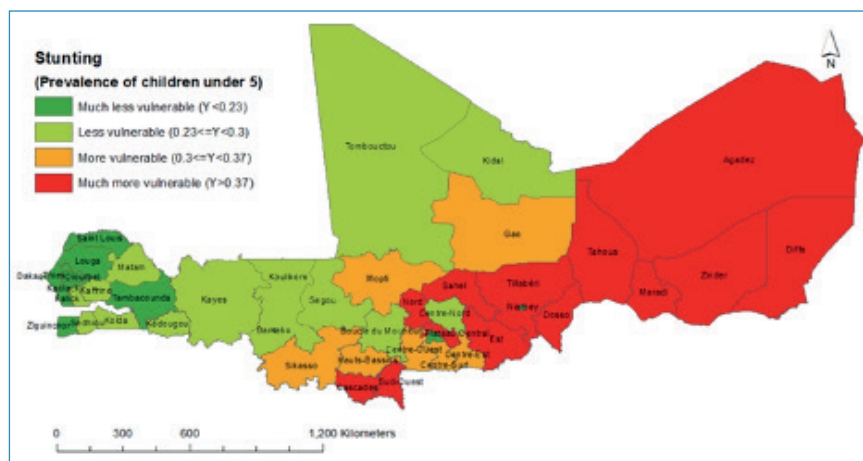 Stunting
(Prevalence of children under 5)
Much less vulnerable (Y<0.23)
Less vulnerable (0.23<=Y<0.3)
More vulnerable (0.3<=Y<0.37)
Much more vulnerable (Y>0.37)
N
Tombouctou
Kidal
Agadez
Gao
Tahoua
Diffa
Saint Louis
Louga
Matam
Mopti
Sahel
Tillabéri
Zinder
Maradi
Koulikoro
Kayes
Segou
Nord
Niamey
Dosso
Kaffrine
Tambacounda
Centre-Nord
Kolda
Kedougou
Bamako
Boucle du Mouhoun
Est
Ziguinchor
Centre-Ouest
Centre-Est
Sikasso
Hauts-Bassins
Centre-Sud
Cascades
Sud-Ouest
0 300 600 1,200 Kilometers